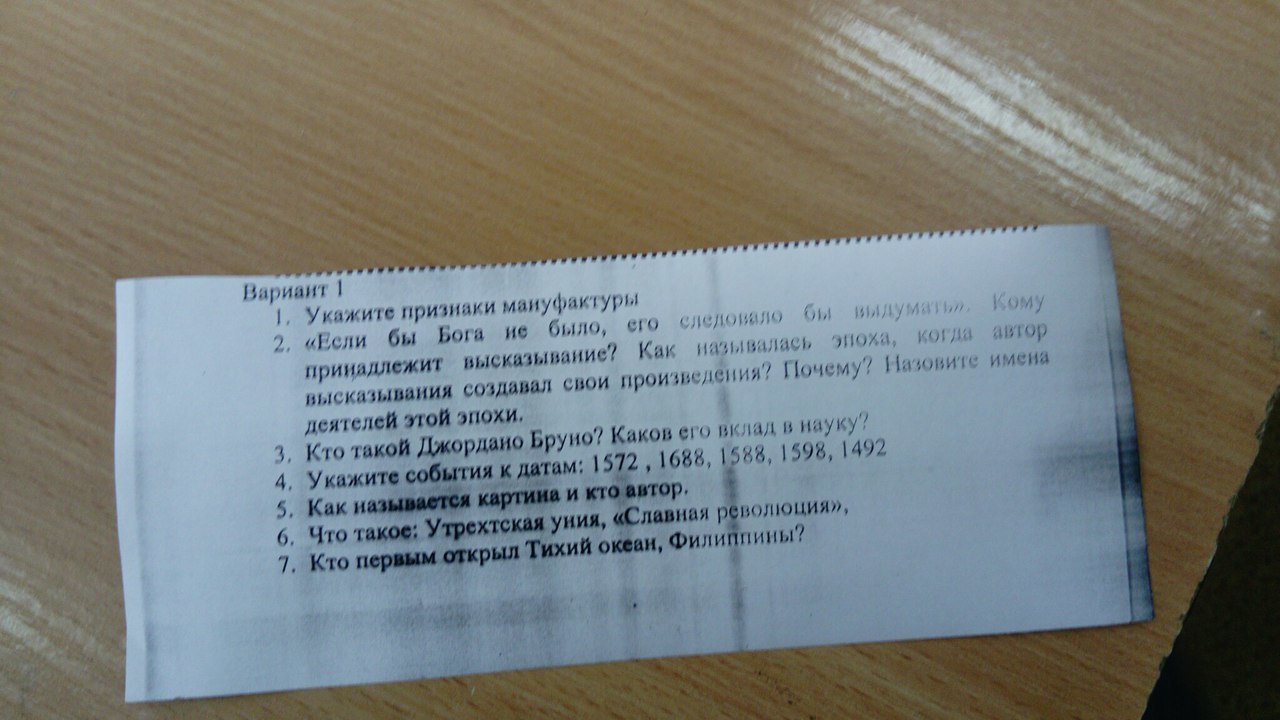 Вариант 1
1. Укажите признаки мануфактуры
2. «Если бы Бога не было, его следовало бы выдумать». Кому
принадлежит высказывание? Как называлась эпоха, когда автор
высказывания создавал свои произведения? Почему? Назовите имена
деятелей этой эпохи.
3. Кто такой Джордано Бруно? Каков его вклад в науку?
4. Укажите события к датам: 1572 , 1688, 1588, 1598, 1492
5. Как называется картина и кто автор.
6. Что такое: Утрехтская уния, «Славная революция»,
7. Кто первым открыл Тихий океан, Филиппины?